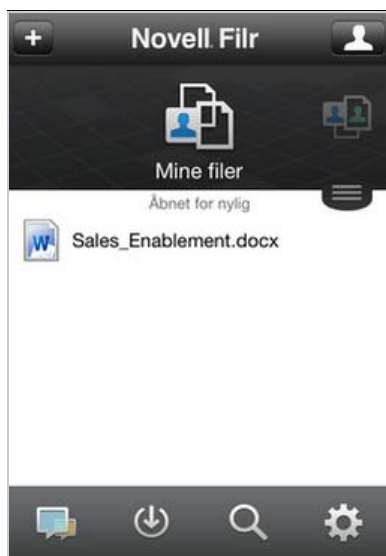 Novell Filr
Mine filer
Åbnet for nylig
Sales_Enablement.docx